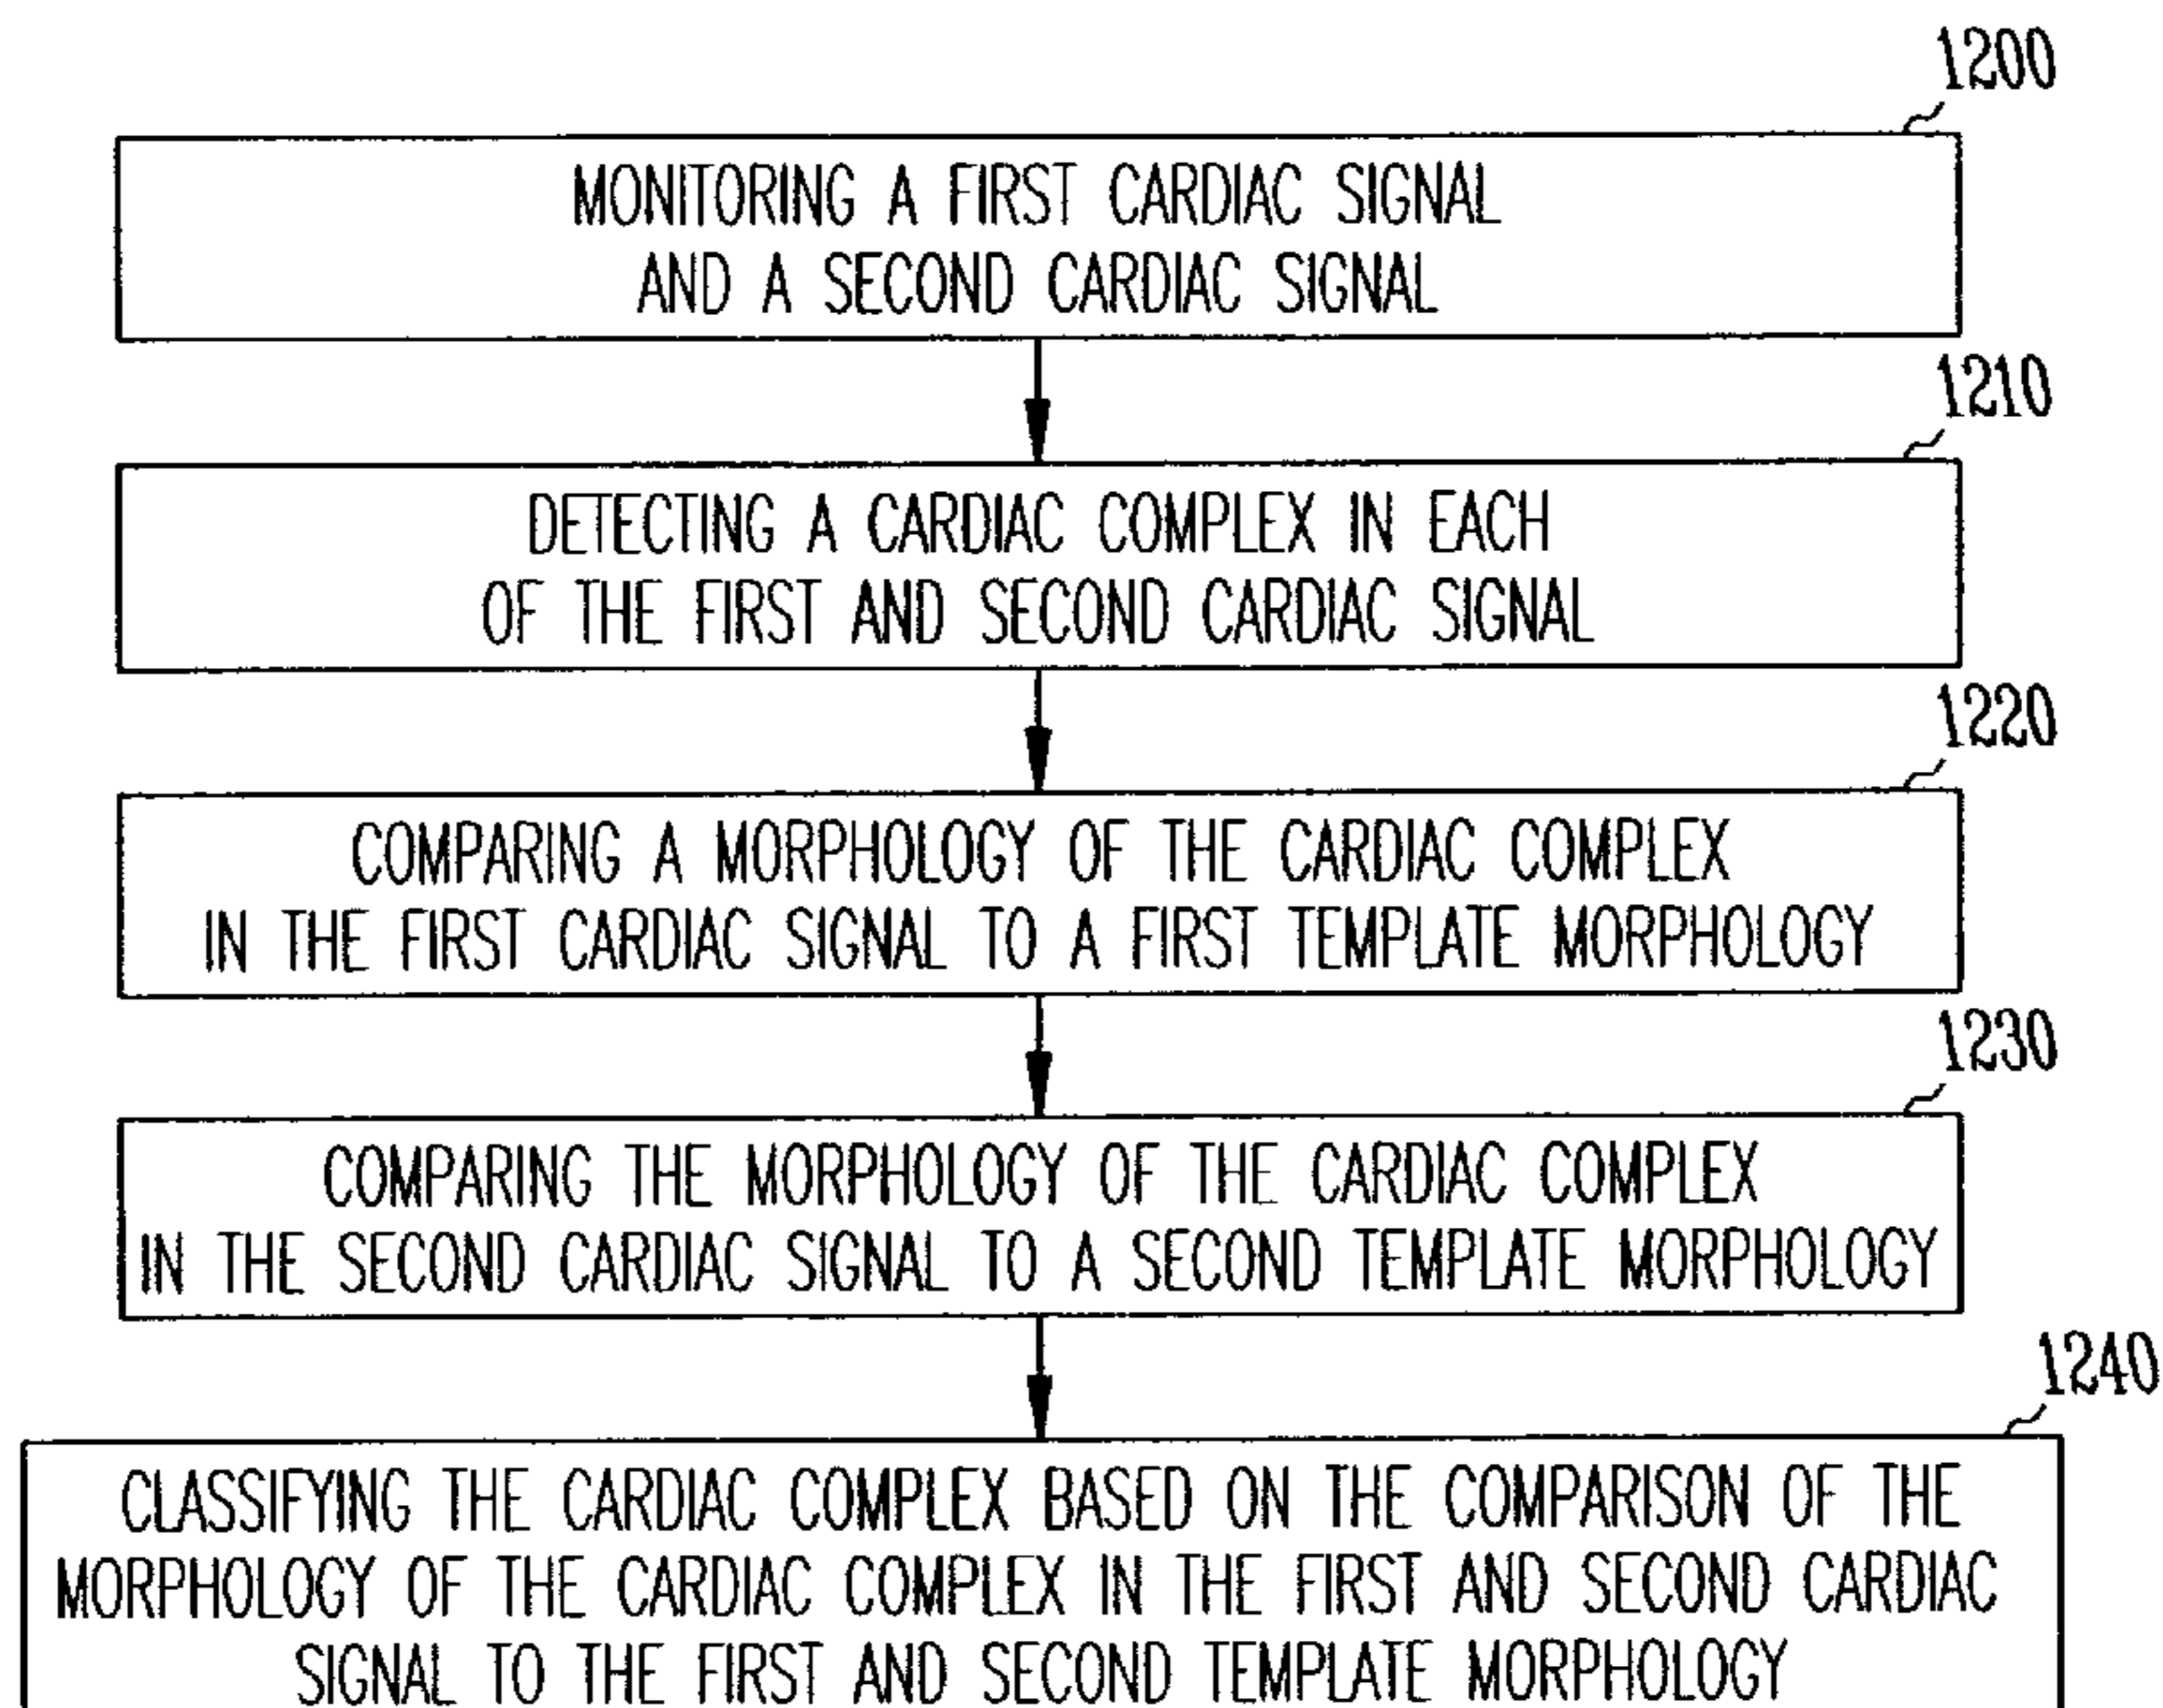 1200
MONITORING A FIRST CARDIAC SIGNAL
AND A SECOND CARDIAC SIGNAL
1210
DETECTING A CARDIAC COMPLEX IN EACH
OF THE FIRST AND SECOND CARDIAC SIGNAL
1220
COMPARING A MORPHOLOGY OF THE CARDIAC COMPLEX
IN THE FIRST CARDIAC SIGNAL TO A FIRST TEMPLATE MORPHOLOGY
1230
COMPARING THE MORPHOLOGY OF THE CARDIAC COMPLEX
IN THE SECOND CARDIAC SIGNAL TO A SECOND TEMPLATE MORPHOLOGY
1240
CLASSIFYING THE CARDIAC COMPLEX BASED ON THE COMPARISON OF THE
MORPHOLOGY OF THE CARDIAC COMPLEX IN THE FIRST AND SECOND CARDIAC
SIGNAL TO THE FIRST AND SECOND TEMPLATE MORPHOLOGY